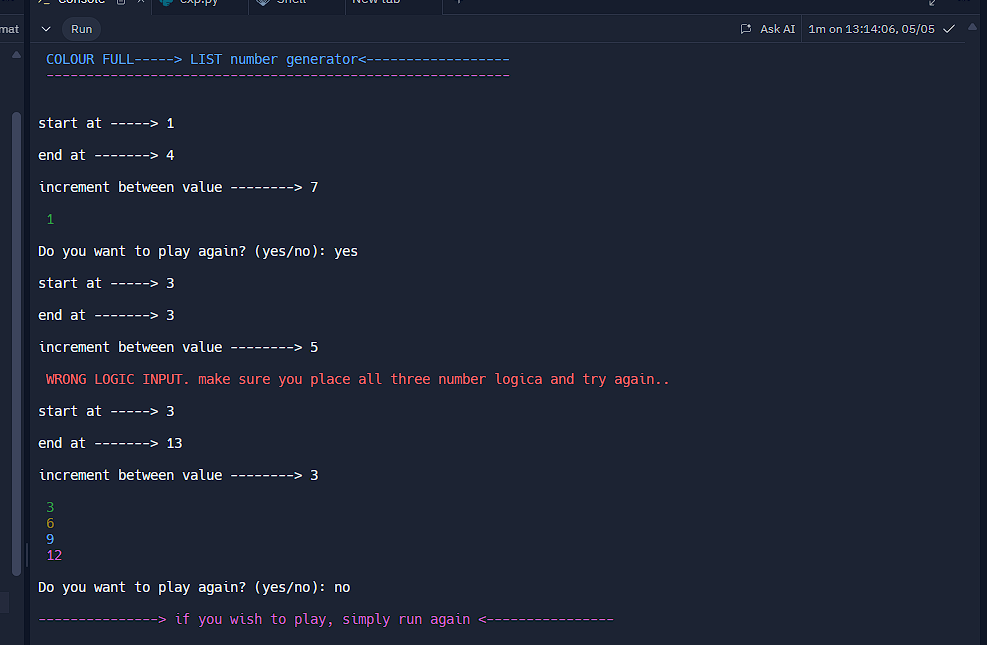 Console exp.py Shell New tab
mat Run Ask AI 1m on 13:14:06, 05/05
COLOUR FULL-----> LIST number generator<------------------
----------------------------------------------------------
start at -----> 1
end at -------> 4
increment between value --------> 7
1
Do you want to play again? (yes/no): yes
start at -----> 3
end at -------> 3
increment between value --------> 5
WRONG LOGIC INPUT. make sure you place all three number logica and try again..
start at -----> 3
end at -------> 13
increment between value --------> 3
3
6
9
12
Do you want to play again? (yes/no): no
---------------> if you wish to play, simply run again <----------------